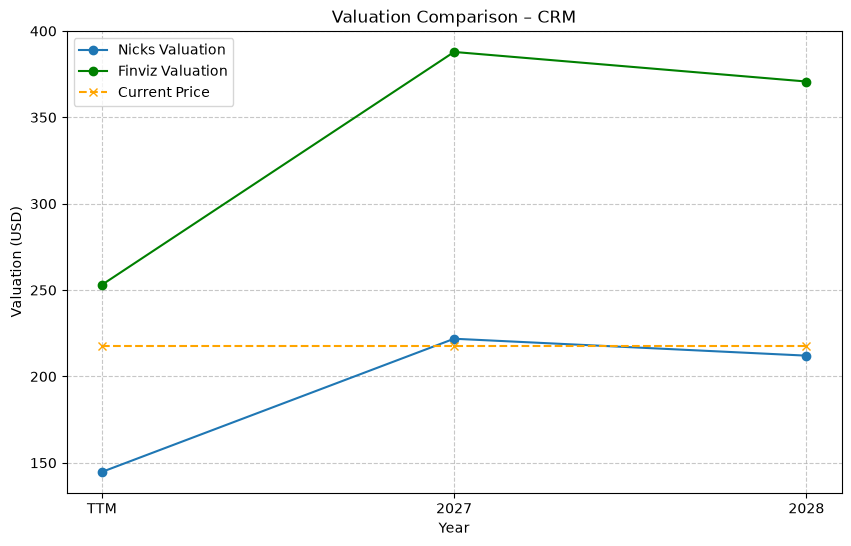 Valuation Comparison – CRM
Nicks Valuation
Finviz Valuation
Current Price
Valuation (USD)
400
350
300
250
200
150
TTM
2027
2028
Year